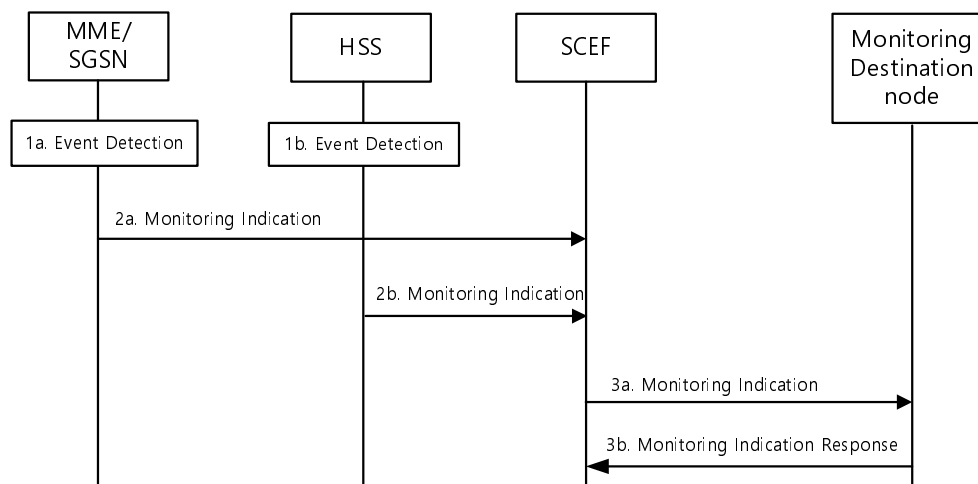 MME/
SGSN
HSS
SCEF
Monitoring
Destination
node
1a. Event Detection
1b. Event Detection
2a. Monitoring Indication
2b. Monitoring Indication
3a. Monitoring Indication
3b. Monitoring Indication Response